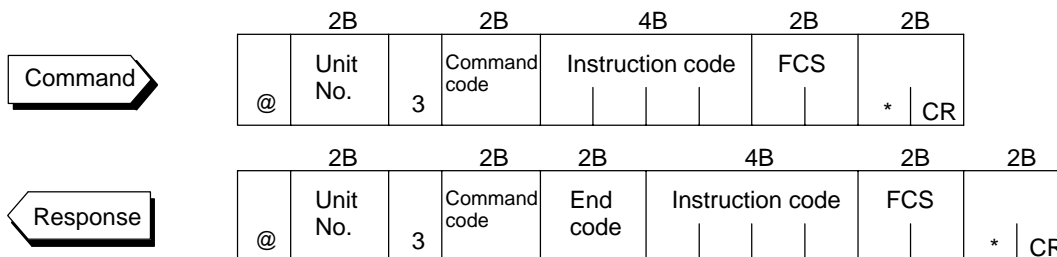 2B 2B 4B 2B 2B
Command
Unit No. Command code Instruction code FCS
@ 3 * CR
2B 2B 2B 4B 2B 2B
Response
Unit No. Command code End code Instruction code FCS
@ 3 * CR